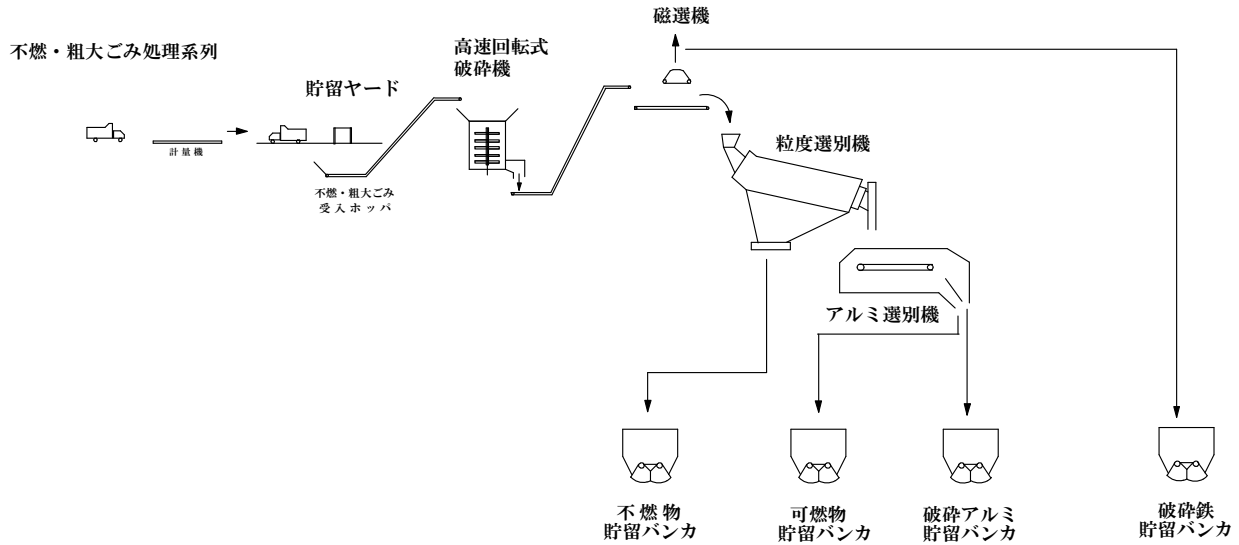 不燃・粗大ごみ処理系列
計量機
貯留ヤード
不燃・粗大ごみ
受入ホッパ
高速回転式
破砕機
磁選機
粒度選別機
アルミ選別機
不燃物
貯留バンカ
可燃物
貯留バンカ
破砕アルミ
貯留バンカ
破砕鉄
貯留バンカ